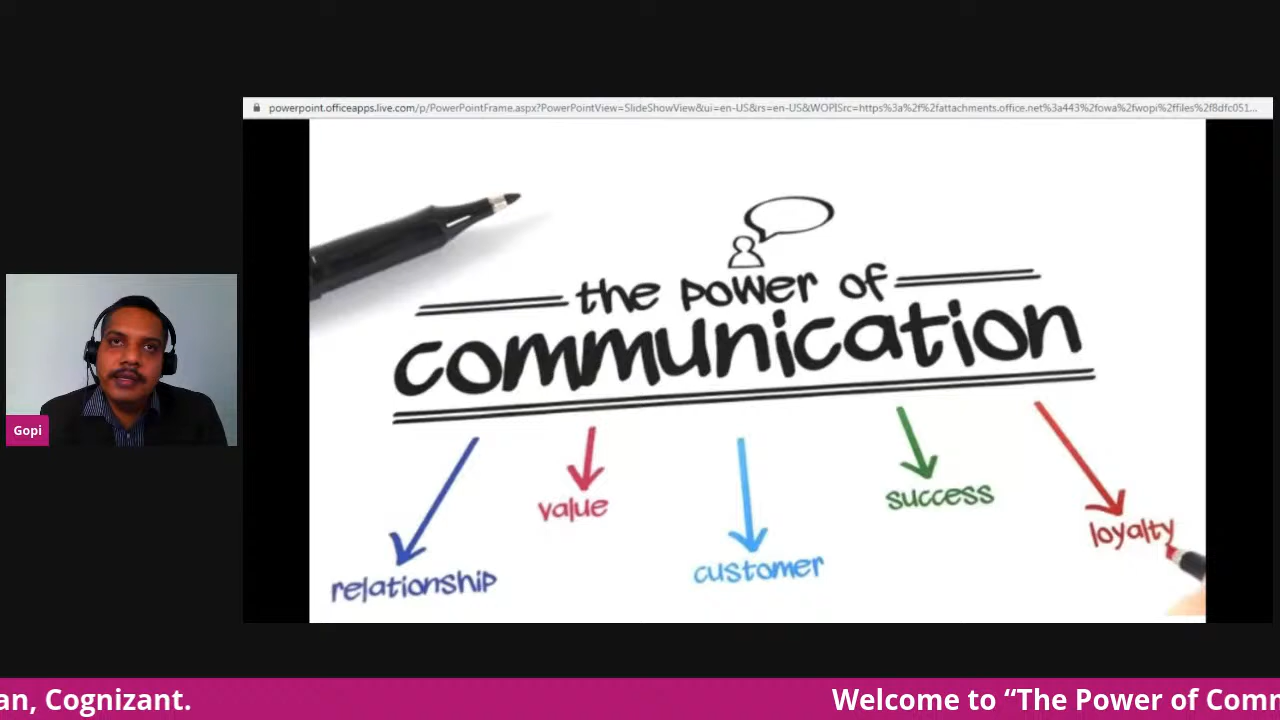 powerpoint.officeapps.live.com/p/PowerPointFrame.aspx?PowerPointView=SlideShowView&ui=en-US&rs=en-US&WOPISrc=https%3a%2f%2fattachments.office.net%3a443%2fowa%2fwopi%2ffiles%2f8dfc051...
the power of
communication
value
success
loyalty
customer
relationship
Gopi
an, Cognizant.
Welcome to “The Power of Comm